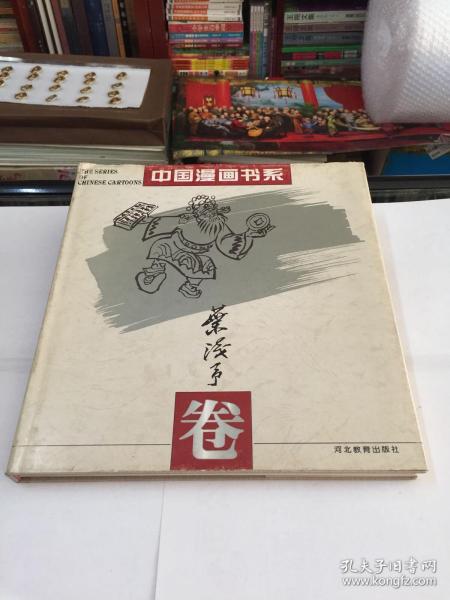 THE SERIES
OF
CHINESE CARTOONS
中国漫画书系
葉浅予
卷
河北教育出版社
孔夫子旧书网
www.kongfz.com